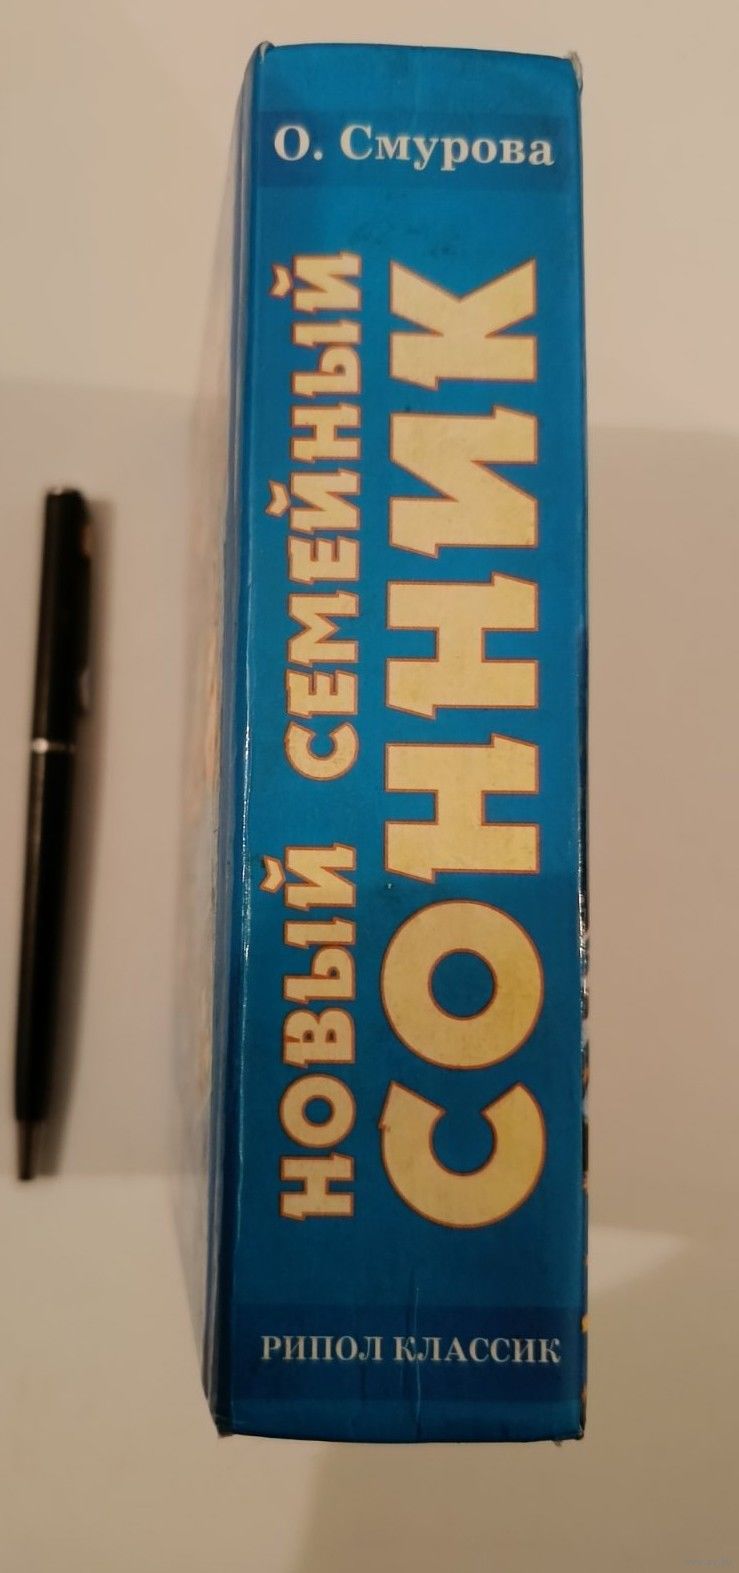 О. Смурова
НОВЫЙ СЕМЕЙНЫЙ
СОННИК
РИПОЛ КЛАССИК